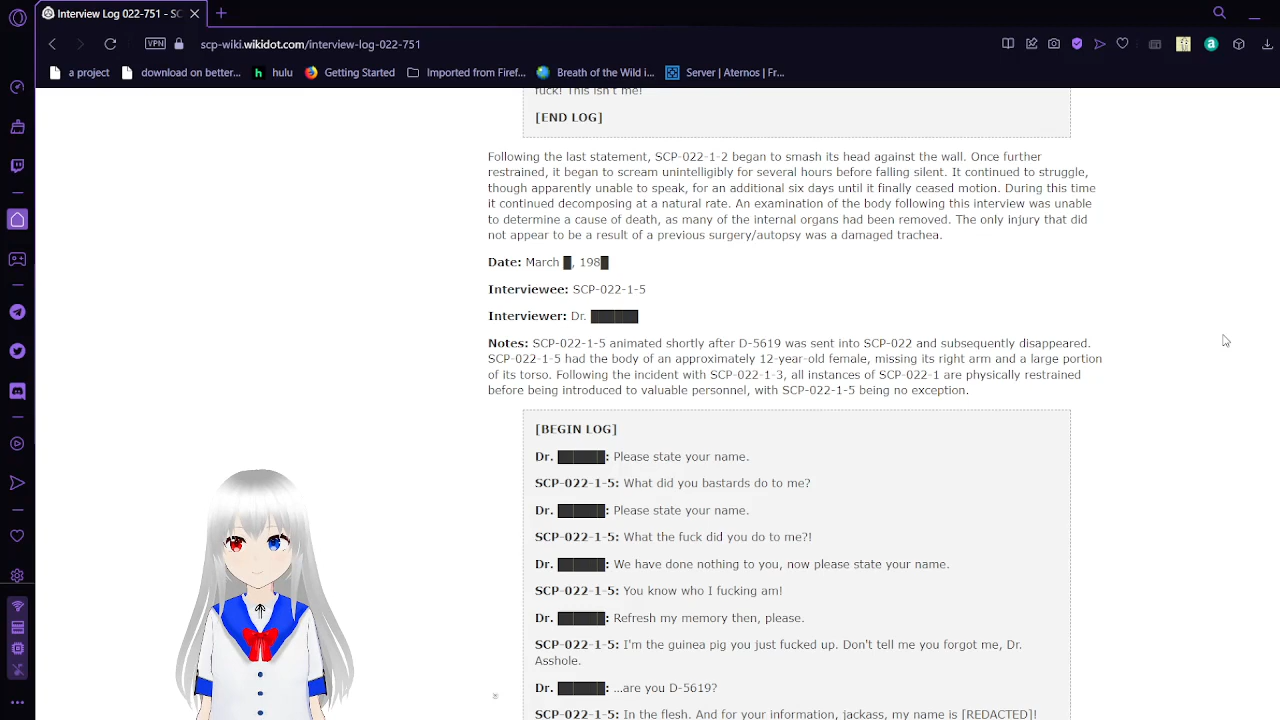 Interview Log 022-751 - SC
VPN
scp-wiki.wikidot.com/interview-log-022-751
a project
download on better...
hulu
Getting Started
Imported from Firef...
Breath of the Wild i...
Server | Aternos | Fr...
fuck! This isn't me!
[END LOG]
Following the last statement, SCP-022-1-2 began to smash its head against the wall. Once further
restrained, it began to scream unintelligibly for several hours before falling silent. It continued to struggle,
though apparently unable to speak, for an additional six days until it finally ceased motion. During this time
it continued decomposing at a natural rate. An examination of the body following this interview was unable
to determine a cause of death, as many of the internal organs had been removed. The only injury that did
not appear to be a result of a previous surgery/autopsy was a damaged trachea.
Date: March █, 198█
Interviewee: SCP-022-1-5
Interviewer: Dr. █████
Notes: SCP-022-1-5 animated shortly after D-5619 was sent into SCP-022 and subsequently disappeared.
SCP-022-1-5 had the body of an approximately 12-year-old female, missing its right arm and a large portion
of its torso. Following the incident with SCP-022-1-3, all instances of SCP-022-1 are physically restrained
before being introduced to valuable personnel, with SCP-022-1-5 being no exception.
[BEGIN LOG]
Dr. █████: Please state your name.
SCP-022-1-5: What did you bastards do to me?
Dr. █████: Please state your name.
SCP-022-1-5: What the fuck did you do to me?!
Dr. █████: We have done nothing to you, now please state your name.
SCP-022-1-5: You know who I fucking am!
Dr. █████: Refresh my memory then, please.
SCP-022-1-5: I'm the guinea pig you just fucked up. Don't tell me you forgot me, Dr.
Asshole.
Dr. █████: ...are you D-5619?
SCP-022-1-5: In the flesh. And for your information, jackass, my name is [REDACTED]!